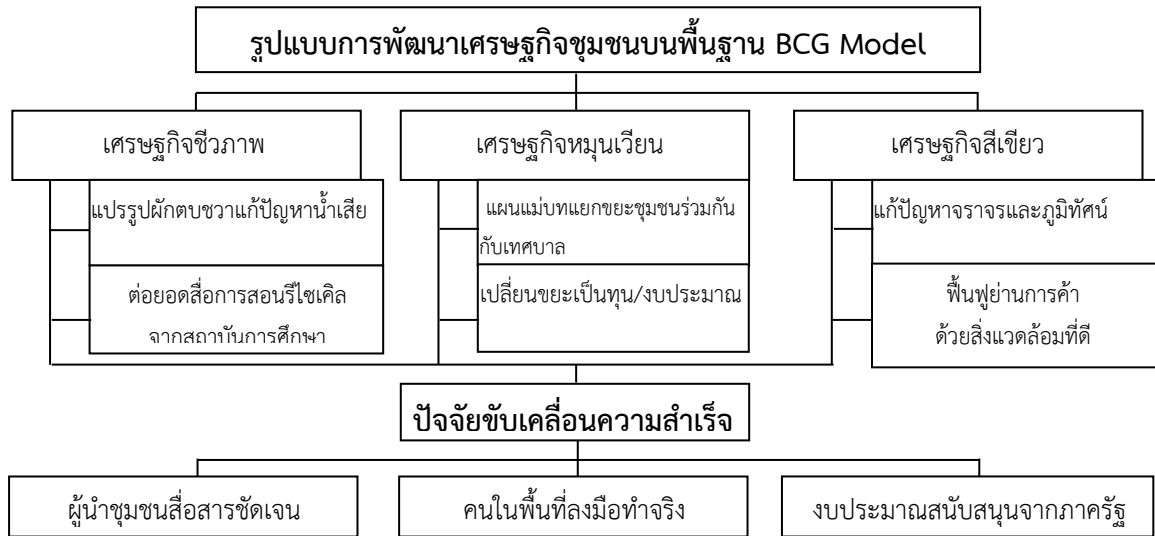 รูปแบบการพัฒนาเศรษฐกิจชุมชนบนพื้นฐาน BCG Model
เศรษฐกิจชีวภาพ
เศรษฐกิจหมุนเวียน
เศรษฐกิจสีเขียว
แปรรูปผักตบชวาแก้ปัญหาน้ำเสีย
แผนแม่บทแยกขยะชุมชนร่วมกัน
กับเทศบาล
แก้ปัญหาจราจรและภูมิทัศน์
ต่อยอดสื่อการสอนรีไซเคิล
จากสถาบันการศึกษา
เปลี่ยนขยะเป็นทุน/งบประมาณ
ฟื้นฟูย่านการค้า
ด้วยสิ่งแวดล้อมที่ดี
ปัจจัยขับเคลื่อนความสำเร็จ
ผู้นำชุมชนสื่อสารชัดเจน
คนในพื้นที่ลงมือทำจริง
งบประมาณสนับสนุนจากภาครัฐ